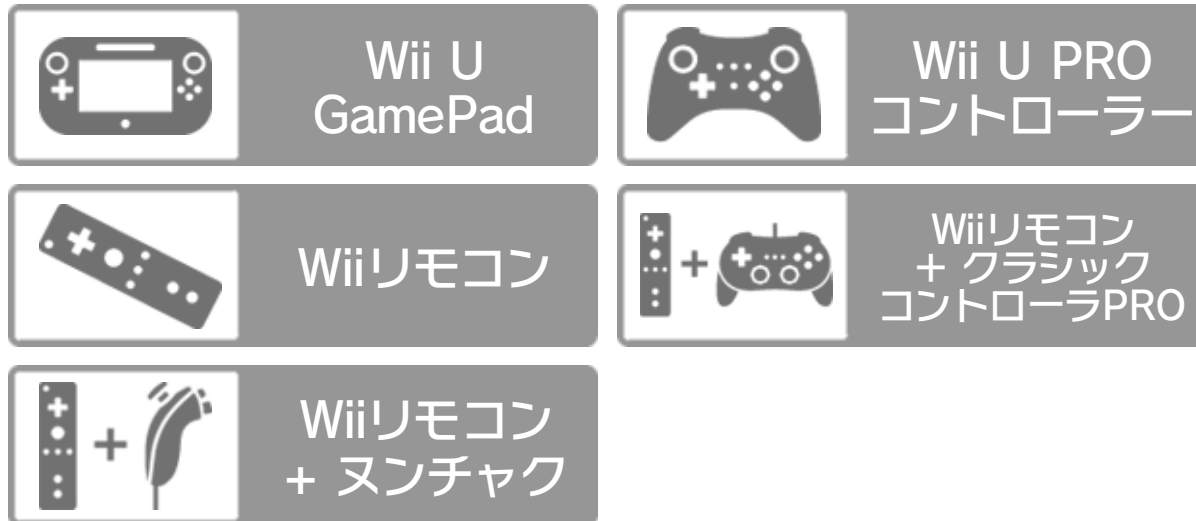 Wii U
GamePad
Wii U PRO
コントローラー
Wiiリモコン
Wiiリモコン
+ クラシック
コントローラPRO
Wiiリモコン
+ ヌンチャク